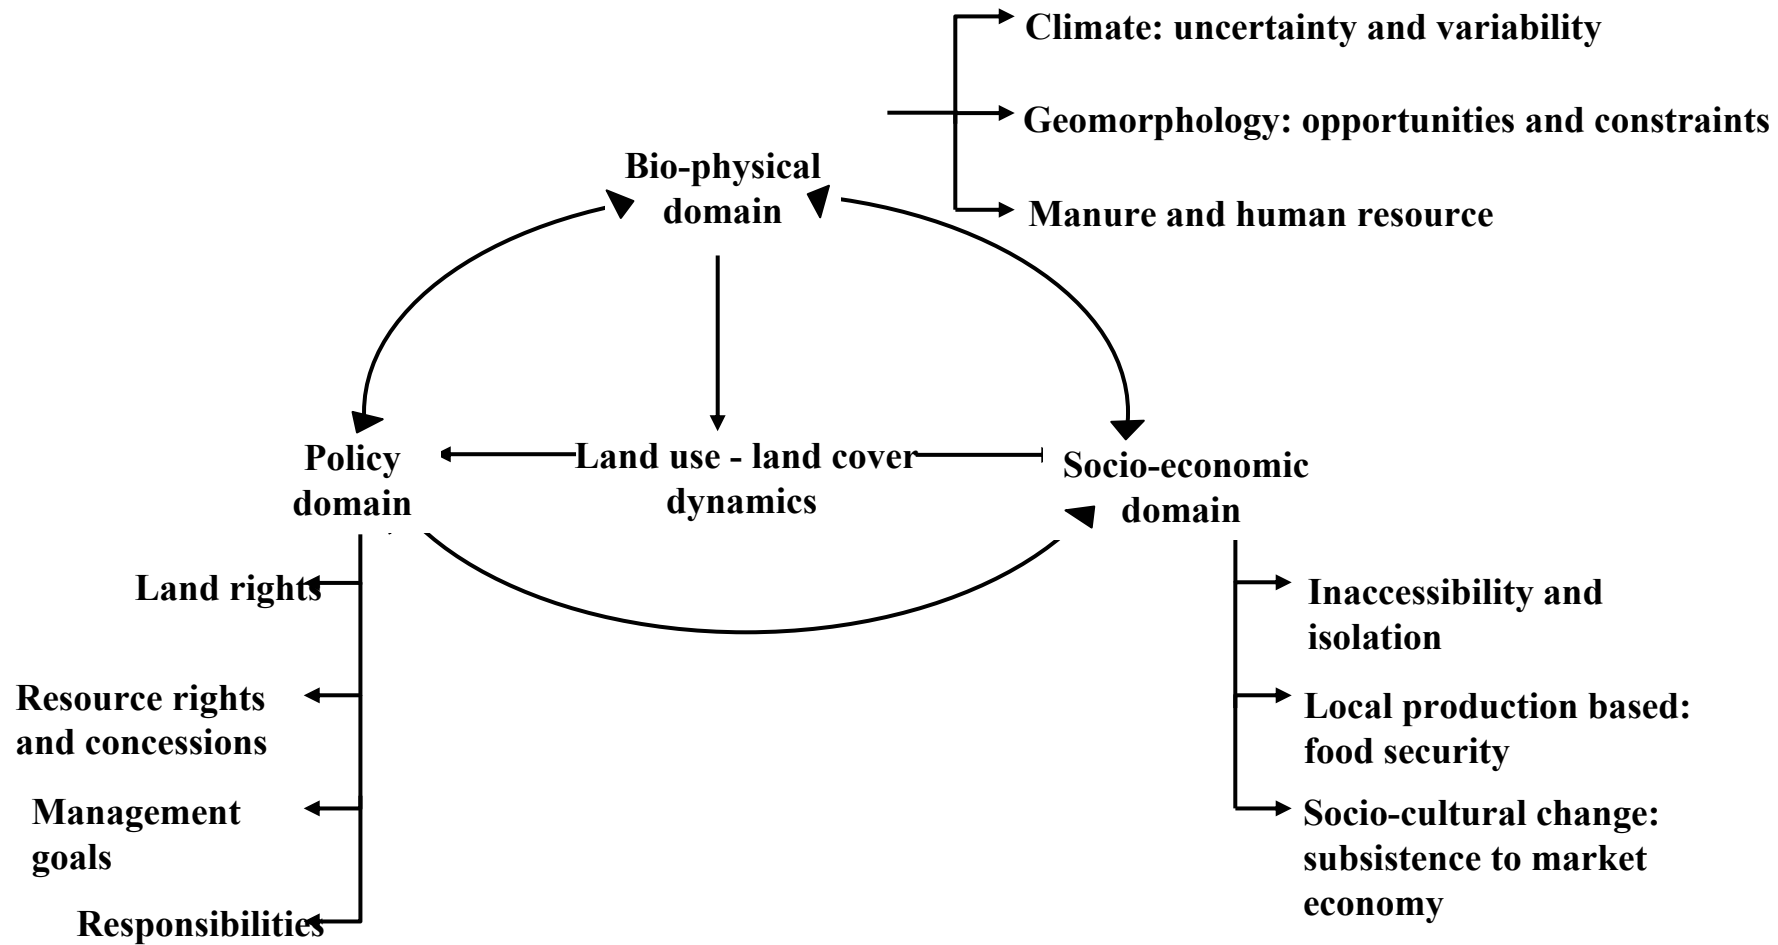 Climate: uncertainty and variability
Geomorphology: opportunities and constraints
Manure and human resource
Bio-physical
domain
Policy
domain
Land use - land cover
dynamics
Socio-economic
domain
Land rights
Resource rights
and concessions
Management
goals
Responsibilities
Inaccessibility and
isolation
Local production based:
food security
Socio-cultural change:
subsistence to market
economy